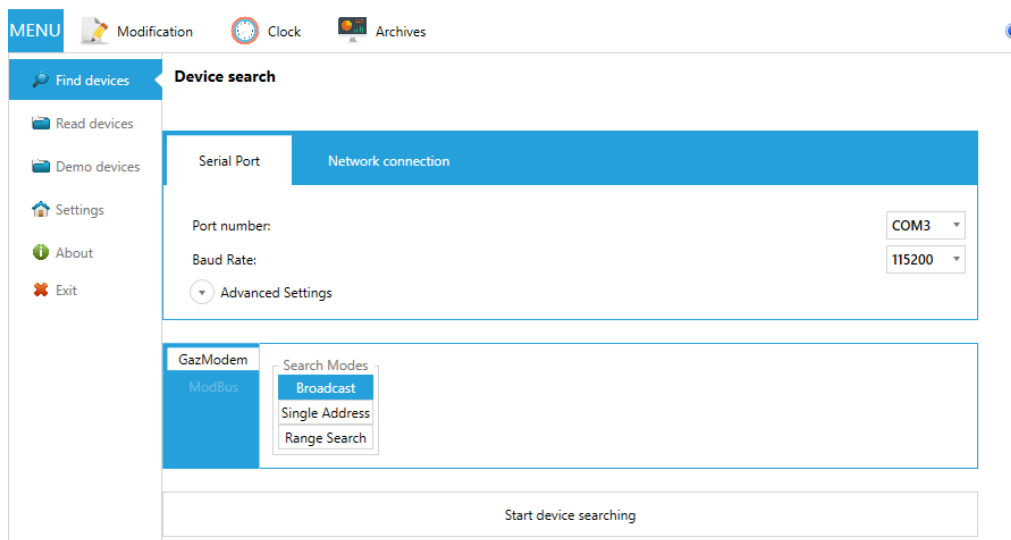 MENU Modification Clock Archives
Find devices
Read devices
Demo devices
Settings
About
Exit
Device search
Serial Port Network connection
Port number: COM3
Baud Rate: 115200
Advanced Settings
GazModem
ModBus
Search Modes
Broadcast
Single Address
Range Search
Start device searching